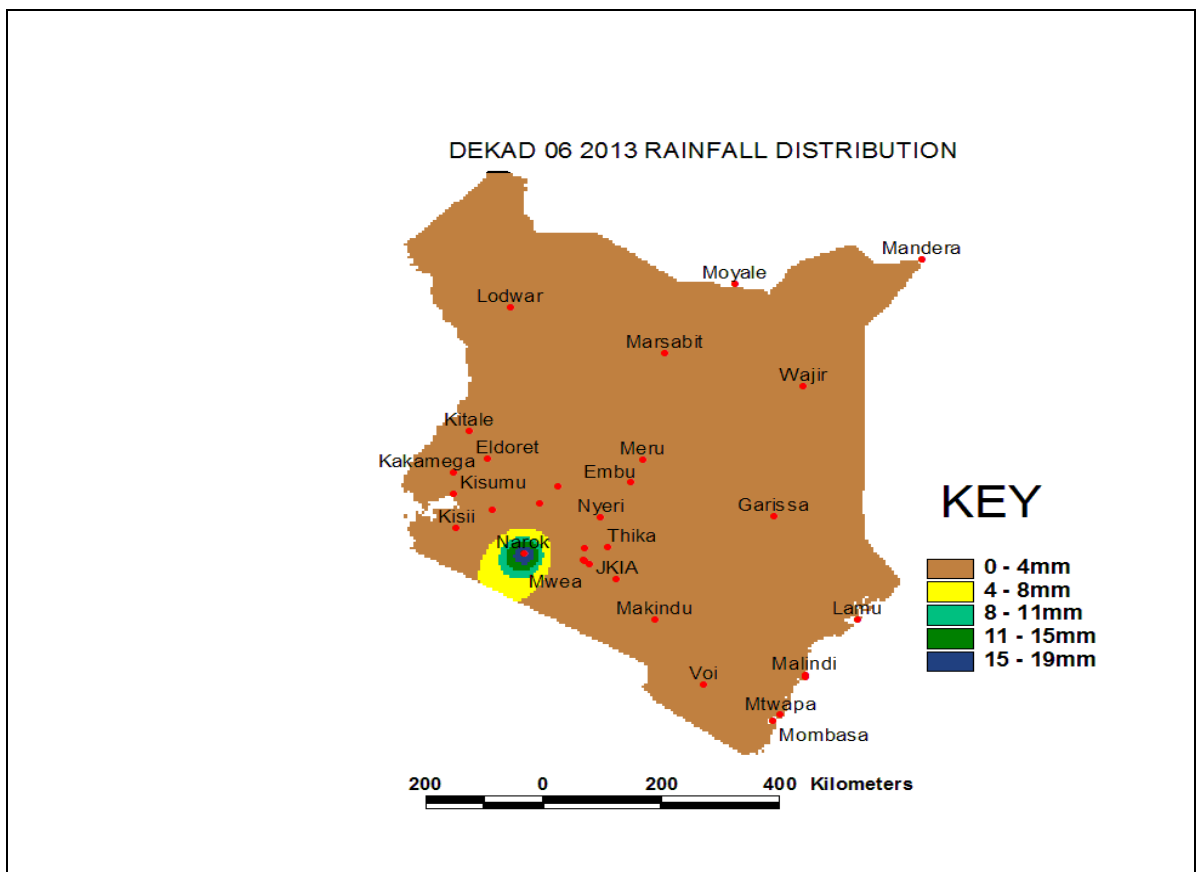 DEKAD 06 2013 RAINFALL DISTRIBUTION
Mandera
Moyale
Lodwar
Marsabit
Wajir
Kitale
Eldoret
Meru
Kakamega
Embu
Kisumu
Nyeri
Garissa
Kisii
Narok
Thika
Mwea
JKIA
Makindu
Lamu
Voi
Malindi
Mtwapa
Mombasa
KEY
0 - 4mm
4 - 8mm
8 - 11mm
11 - 15mm
15 - 19mm
200 0 200 400 Kilometers